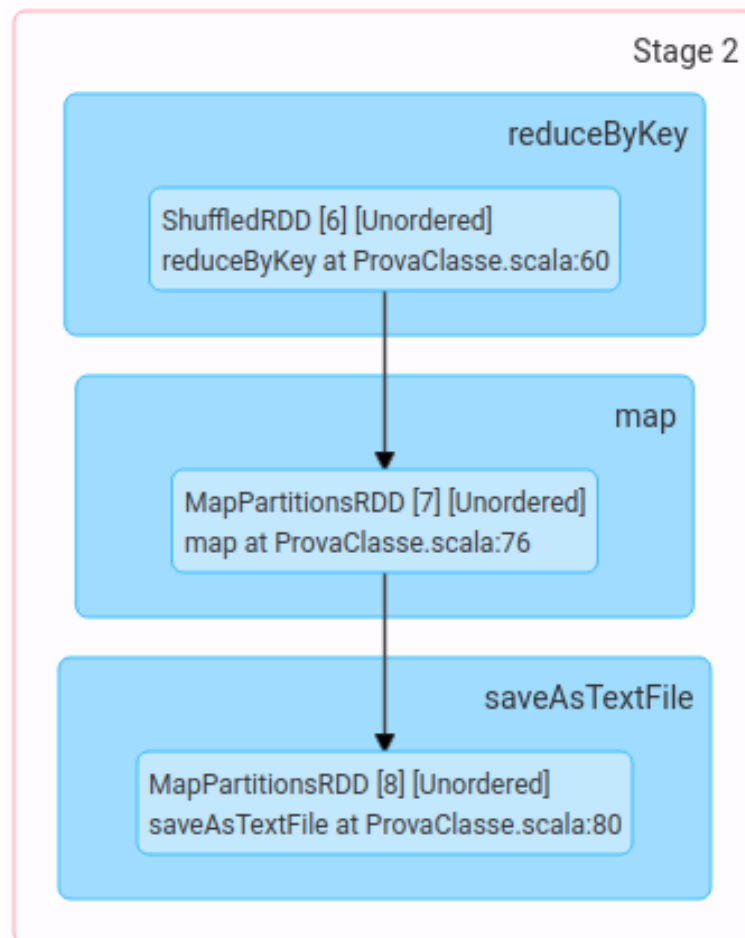 Stage 2
reduceByKey
ShuffledRDD [6] [Unordered]
reduceByKey at ProvaClasse.scala:60
map
MapPartitionsRDD [7] [Unordered]
map at ProvaClasse.scala:76
saveAsTextFile
MapPartitionsRDD [8] [Unordered]
saveAsTextFile at ProvaClasse.scala:80